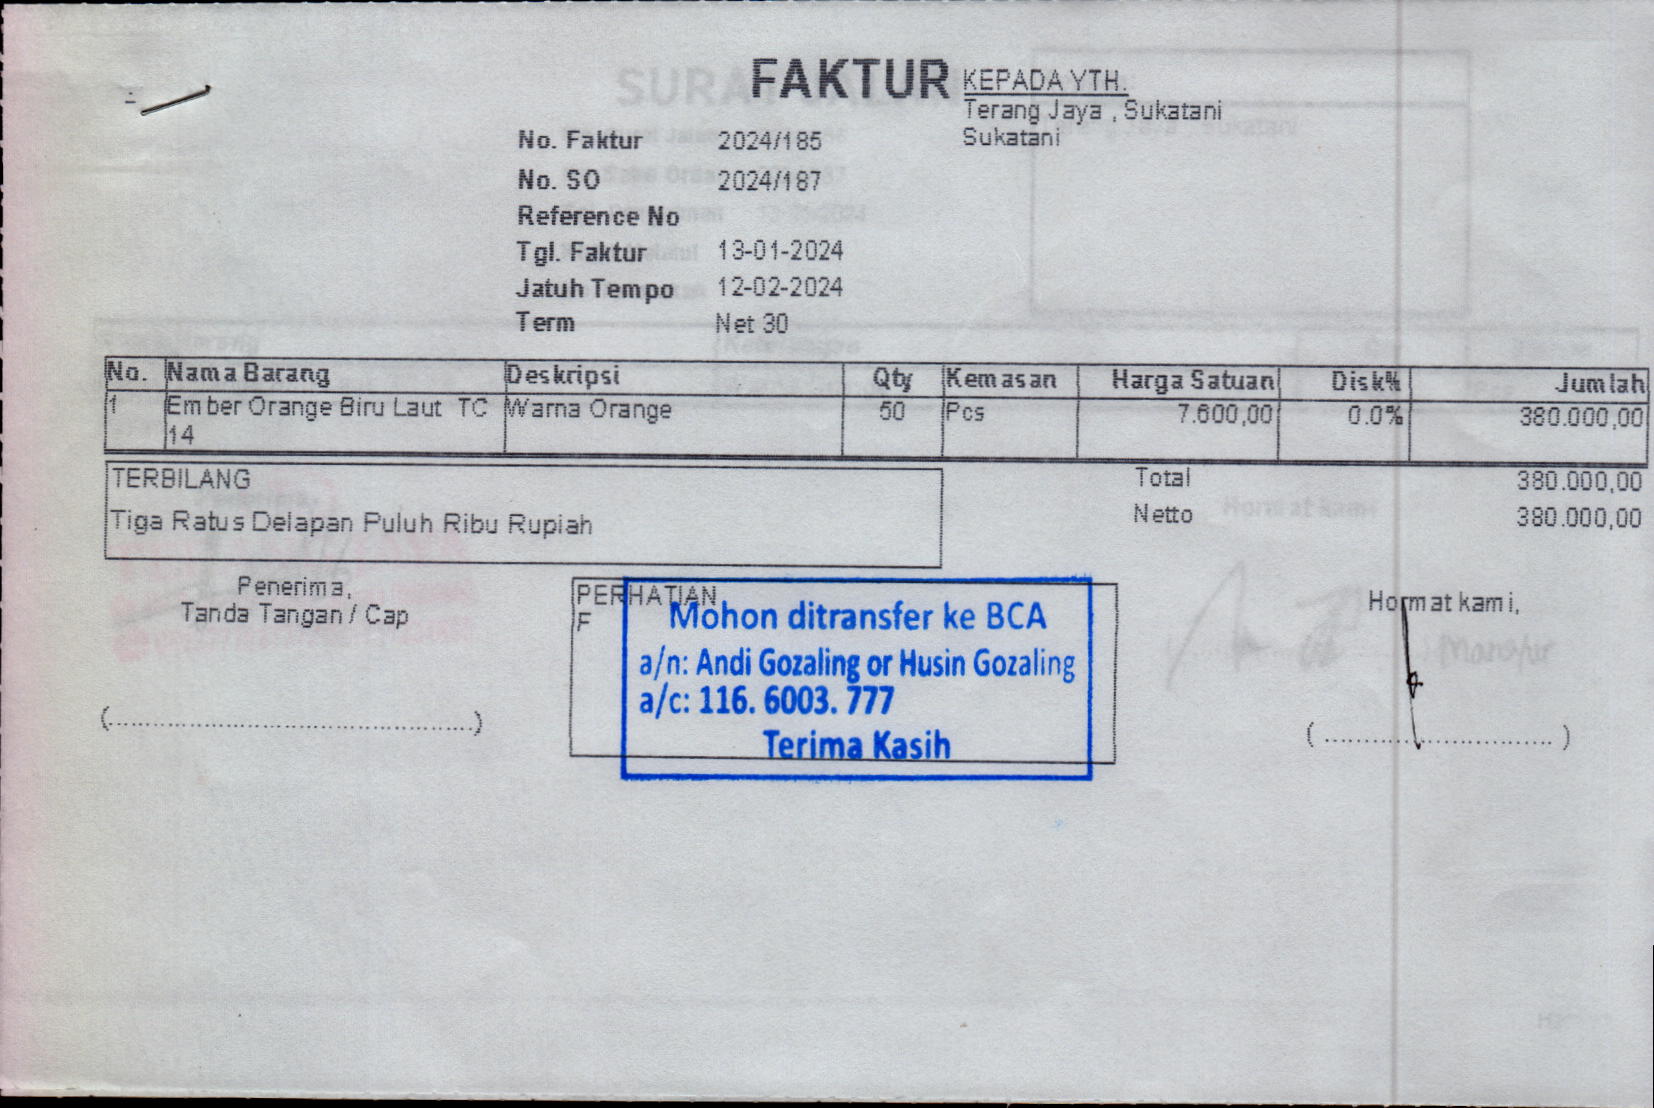 FAKTUR
KEPADA YTH.
Terang Jaya , Sukatani
Sukatani
No. Faktur 2024/185
No. SO 2024/187
Reference No
Tgl. Faktur 13-01-2024
Jatuh Tempo 12-02-2024
Term Net 30
No. Nama Barang Deskripsi Qty Kemasan Harga Satuan Disk% Jumlah
1 Ember Orange Biru Laut TC Warna Orange 50 Pcs 7.600,00 0.0% 380.000,00
14
TERBILANG
Tiga Ratus Delapan Puluh Ribu Rupiah
Total 380.000,00
Netto 380.000,00
Penerima,
Tanda Tangan / Cap
(....................................................)
PERHATIAN
F
Mohon ditransfer ke BCA
a/n: Andi Gozaling or Husin Gozaling
a/c: 116. 6003. 777
Terima Kasih
Hormat kami,
( ................................ )